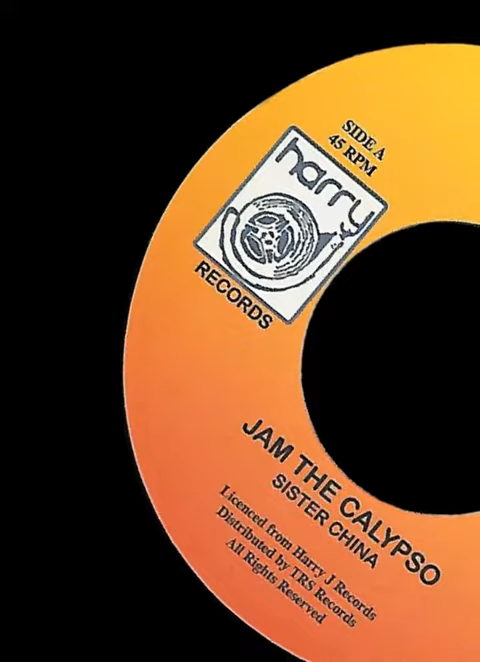 SIDE A
45 RPM
harry
RECORDS
JAM THE CALYPSO
SISTER CHINA
Licenced from Harry J Records
Distributed by TRS Records
All Rights Reserved